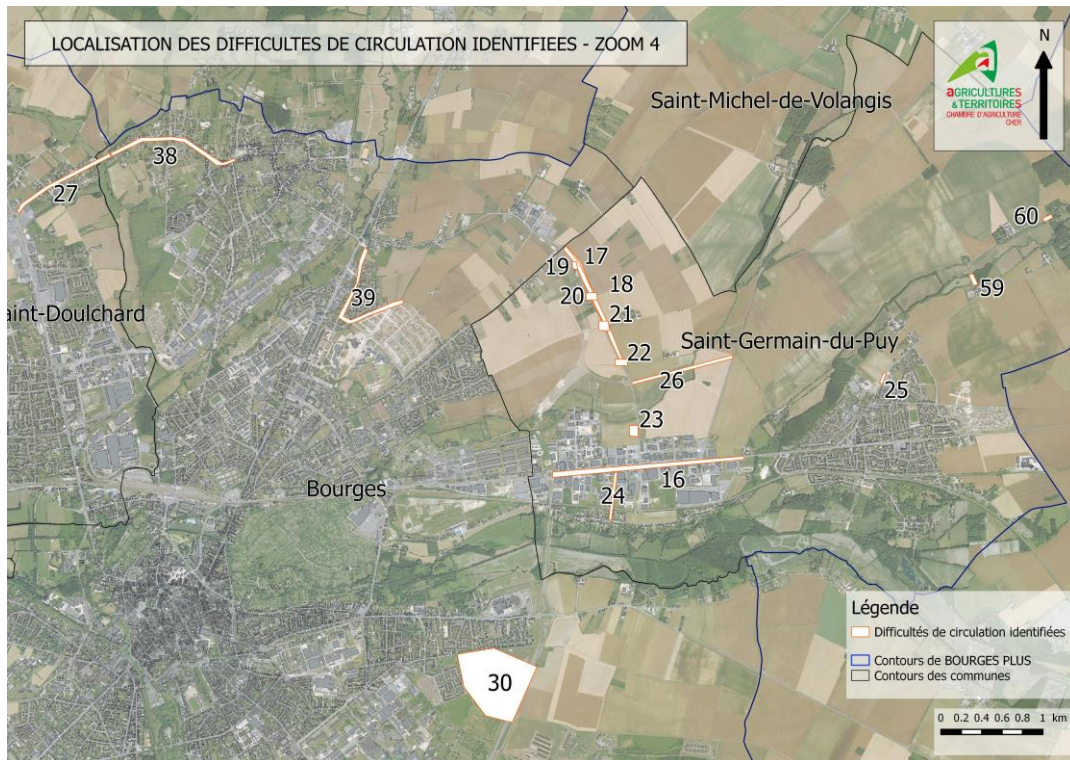 LOCALISATION DES DIFFICULTES DE CIRCULATION IDENTIFIEES - ZOOM 4
N
aGRICULTURES
& TERRITOIRES
CHAMBRE D'AGRICULTURE
CHER
Saint-Michel-de-Volangis
38
27
60
17
19
18
59
20
39
aint-Doulchard
21
Saint-Germain-du-Puy
22
26
25
23
16
Bourges
24
30
Légende
Difficultés de circulation identifiées
Contours de BOURGES PLUS
Contours des communes
0 0.2 0.4 0.6 0.8 1 km